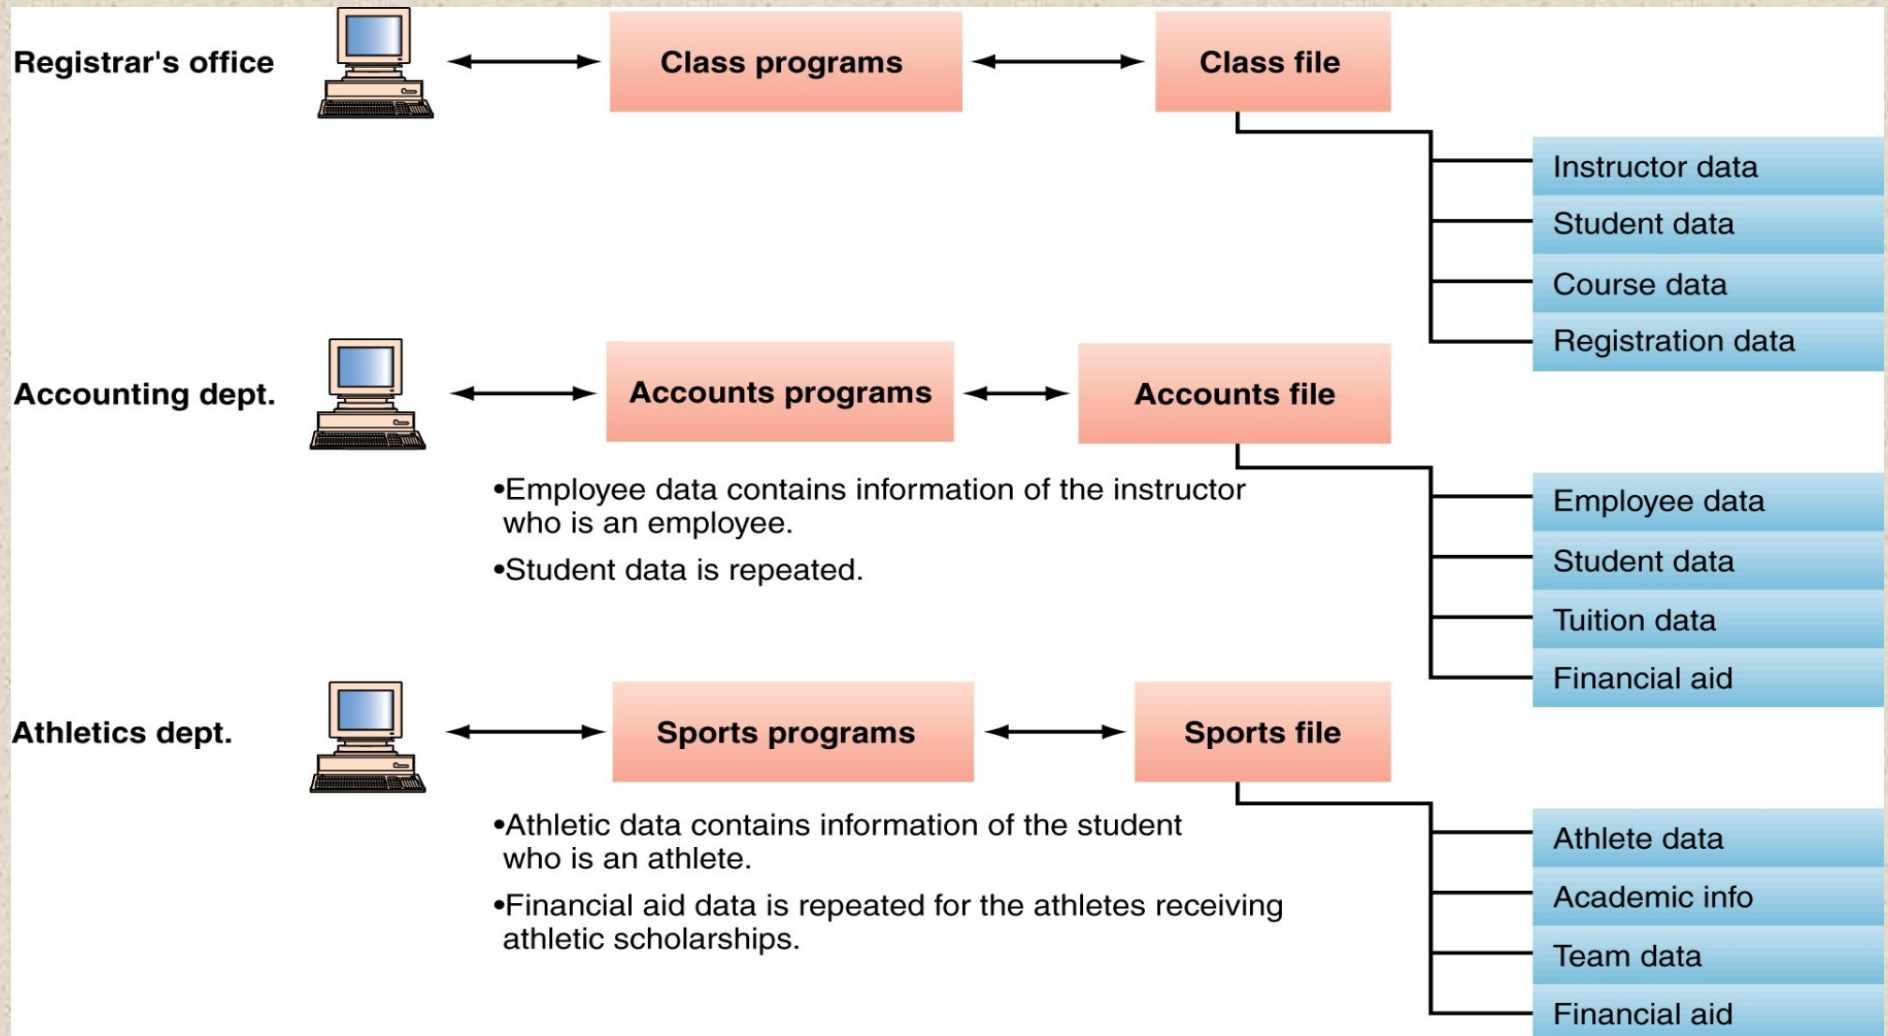 Registrar's office
Class programs
Class file
Instructor data
Student data
Course data
Registration data
Accounting dept.
Accounts programs
Accounts file
•Employee data contains information of the instructor
who is an employee.
•Student data is repeated.
Employee data
Student data
Tuition data
Financial aid
Athletics dept.
Sports programs
Sports file
•Athletic data contains information of the student
who is an athlete.
•Financial aid data is repeated for the athletes receiving
athletic scholarships.
Athlete data
Academic info
Team data
Financial aid